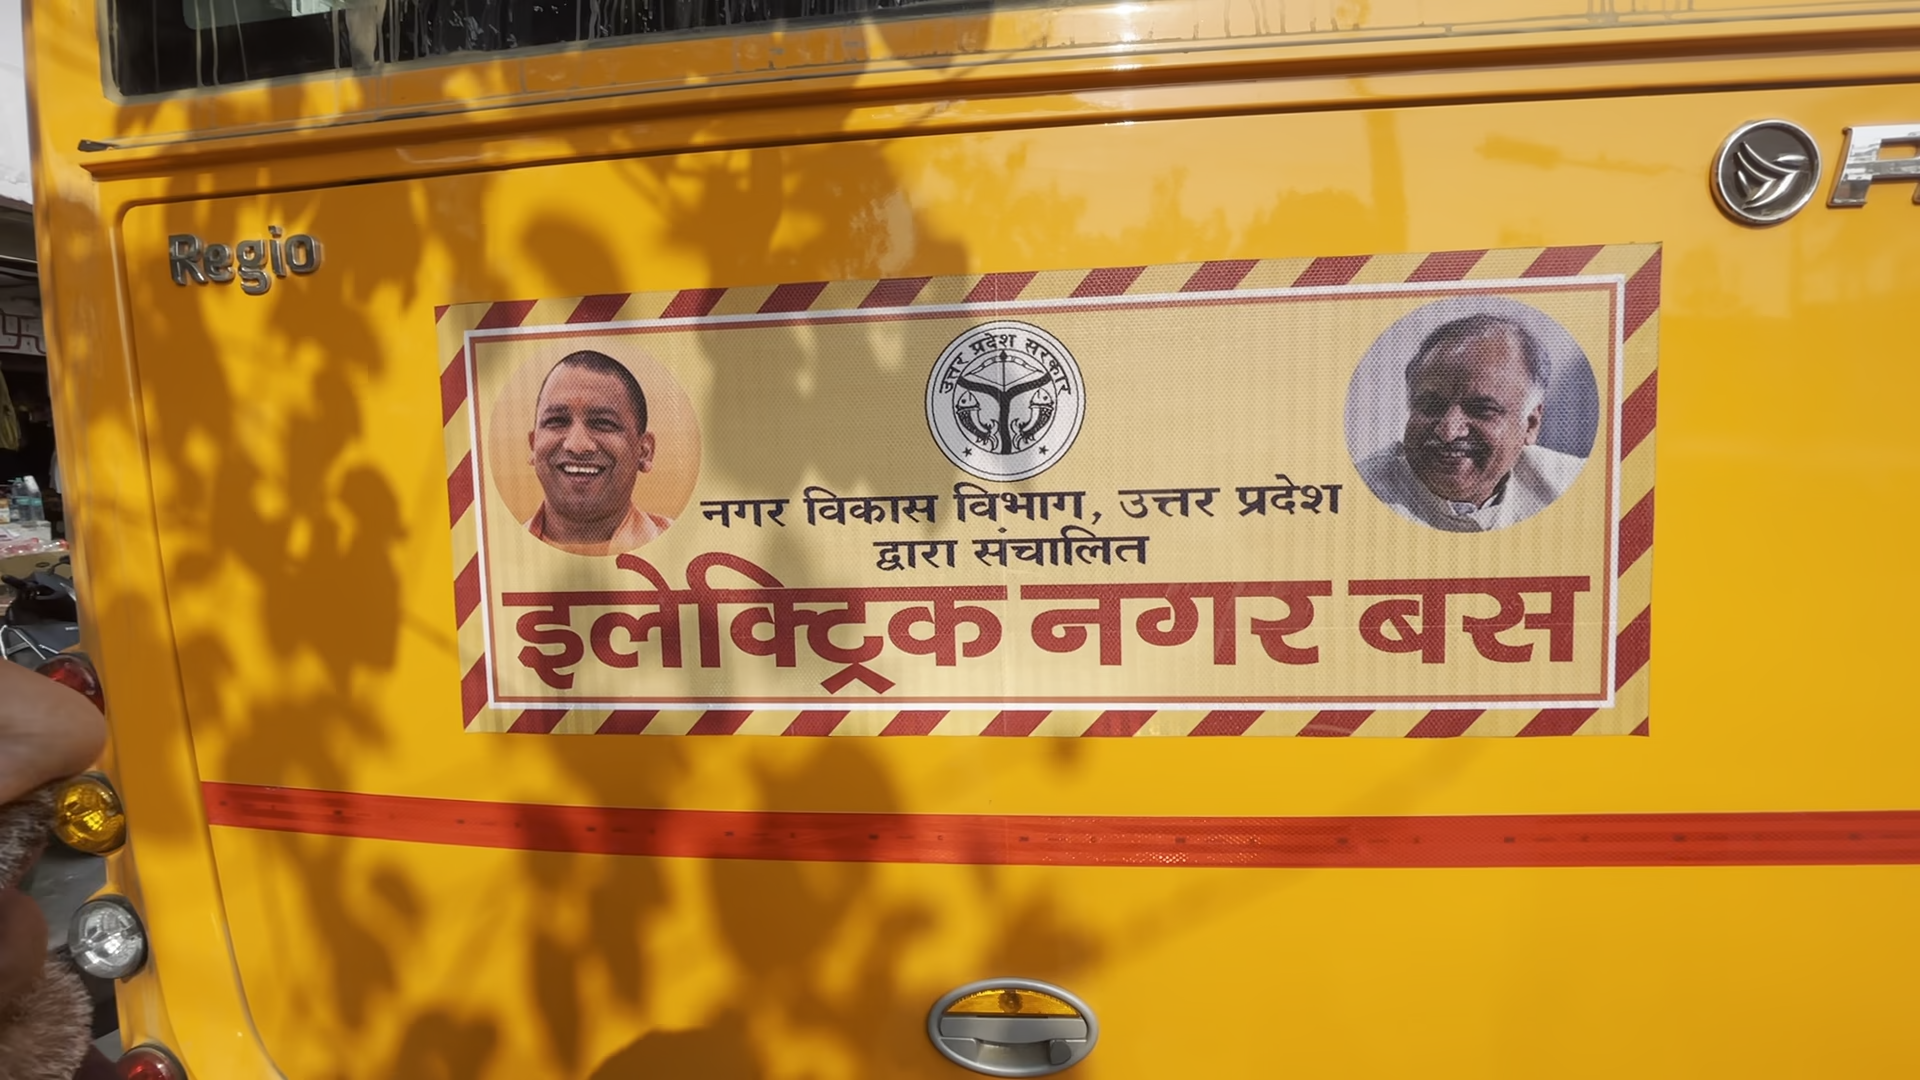 Regio
उत्तर प्रदेश सरकार
नगर विकास विभाग, उत्तर प्रदेश
द्वारा संचालित
इलेक्ट्रिक नगर बस